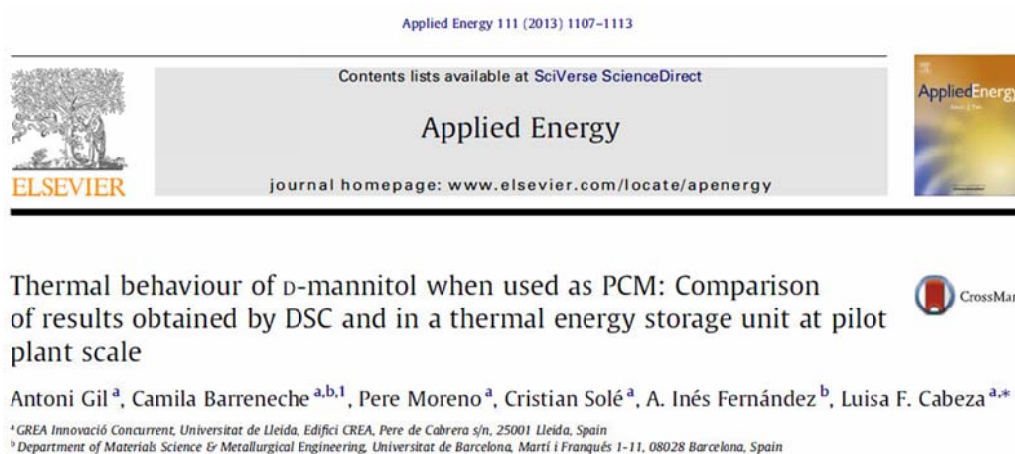 Applied Energy 111 (2013) 1107–1113
Contents lists available at SciVerse ScienceDirect
Applied Energy
journal homepage: www.elsevier.com/locate/apenergy
ELSEVIER
AppliedEnergy
Thermal behaviour of D-mannitol when used as PCM: Comparison
of results obtained by DSC and in a thermal energy storage unit at pilot
plant scale
CrossMar
Antoni Gil a, Camila Barreneche a,b,1, Pere Moreno a, Cristian Solé a, A. Inés Fernández b, Luisa F. Cabeza a,*
a GREA Innovació Concurrent, Universitat de Lleida, Edifici CREA, Pere de Cabrera s/n, 25001 Lleida, Spain
b Department of Materials Science & Metallurgical Engineering, Universitat de Barcelona, Martí i Franqués 1-11, 08028 Barcelona, Spain